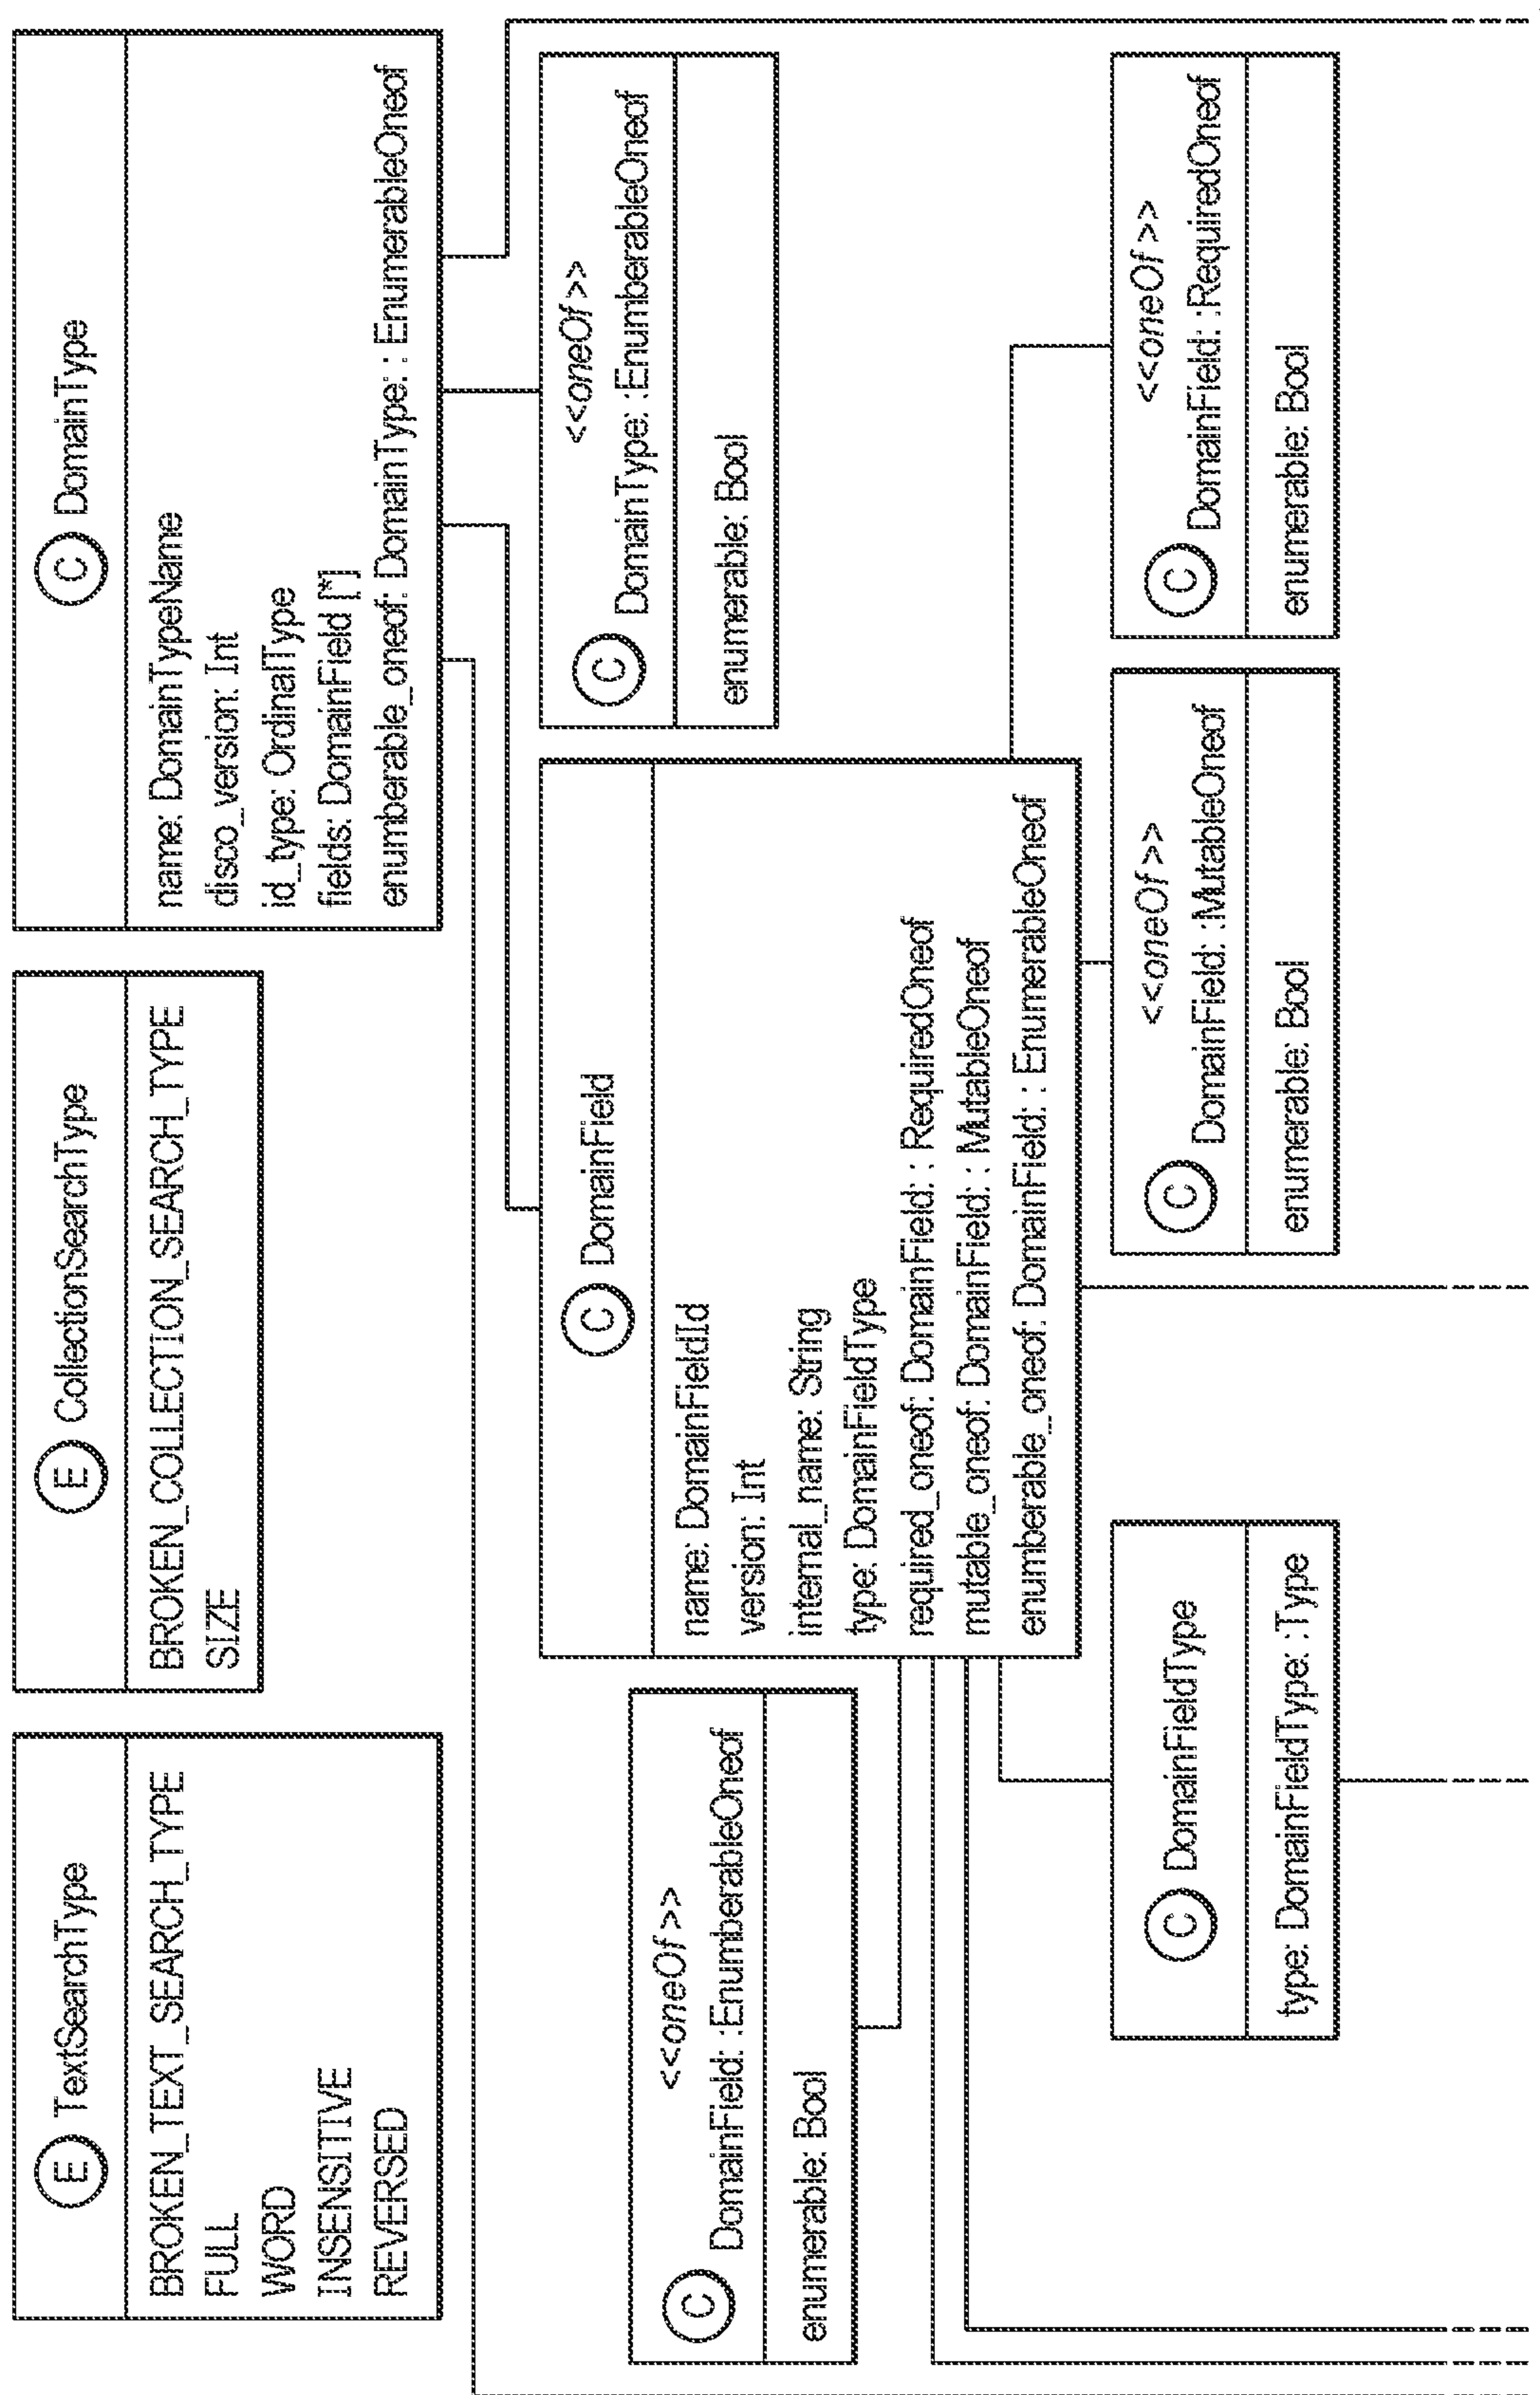 E TextSearchType
BROKEN_TEXT_SEARCH_TYPE
FULL
WORD
INSENSITIVE
REVERSED
E CollectionSearchType
BROKEN_COLLECTION_SEARCH_TYPE
SIZE
C DomainType
name: DomainTypeName
disco_version: Int
id_type: OrdinalType
fields: DomainField [*]
enumberable_oneof: DomainType: : EnumerableOneof
<<oneOf>>
C DomainField: :EnumberableOneof
enumerable: Bool
C DomainField
name: DomainFieldId
version: Int
internal_name: String
type: DomainFieldType
required_oneof: DomainField: : RequiredOneof
mutable_oneof: DomainField: : MutableOneof
enumberable_oneof: DomainField: : EnumerableOneof
<<oneOf>>
C DomainType: :EnumberableOneof
enumerable: Bool
C DomainFieldType
type: DomainFieldType: :Type
<<oneOf>>
C DomainField: :MutableOneof
enumerable: Bool
<<oneOf>>
C DomainField: :RequiredOneof
enumerable: Bool